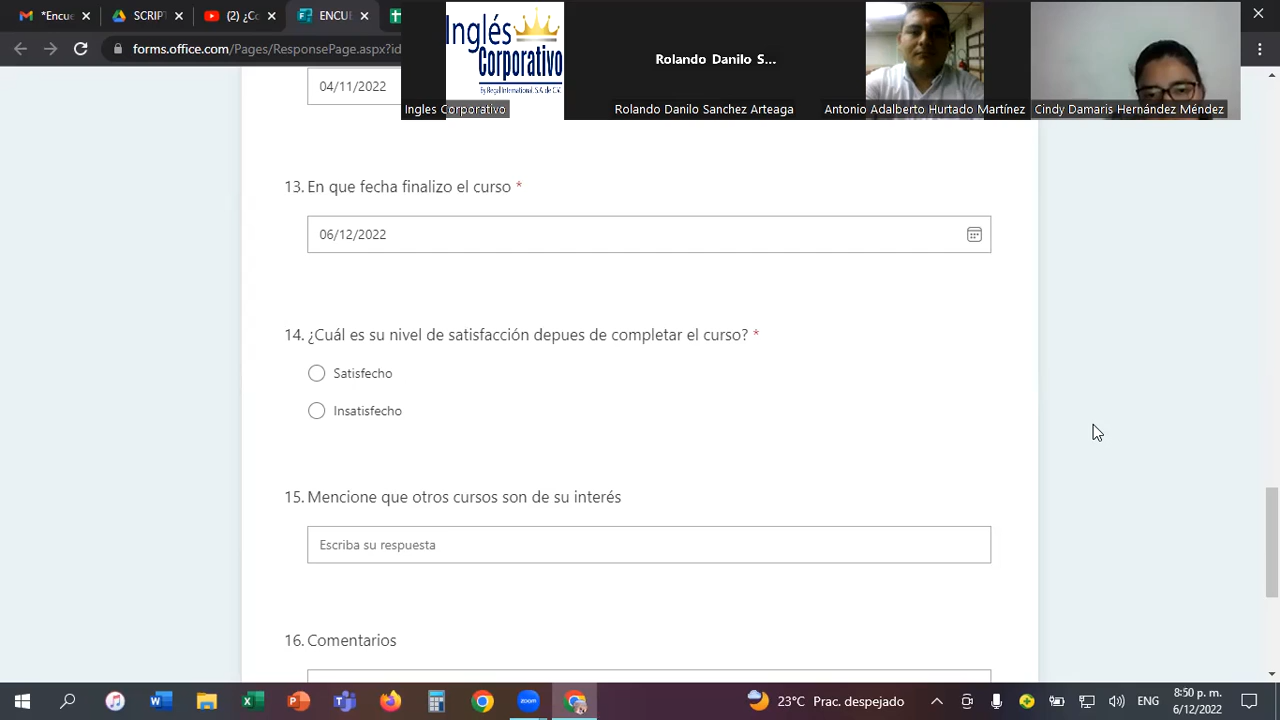 *Encue
SCRIPT
(2) ¿C
ENCU
forms.office.com/Pages/ResponsePage.aspx?id
Inglés
Corporativo
Ingles Corporativo
Rolando Danilo S...
Rolando Danilo Sanchez Arteaga
Antonio Adalberto Hurtado Martínez
Cindy Damaris Hernández Méndez
04/11/2022
13. En que fecha finalizo el curso *
06/12/2022
14. ¿Cuál es su nivel de satisfacción depues de completar el curso? *
Satisfecho
Insatisfecho
15. Mencione que otros cursos son de su interés
Escriba su respuesta
16. Comentarios
zoom
23°C Prac. despejado
ENG
8:50 p. m.
6/12/2022